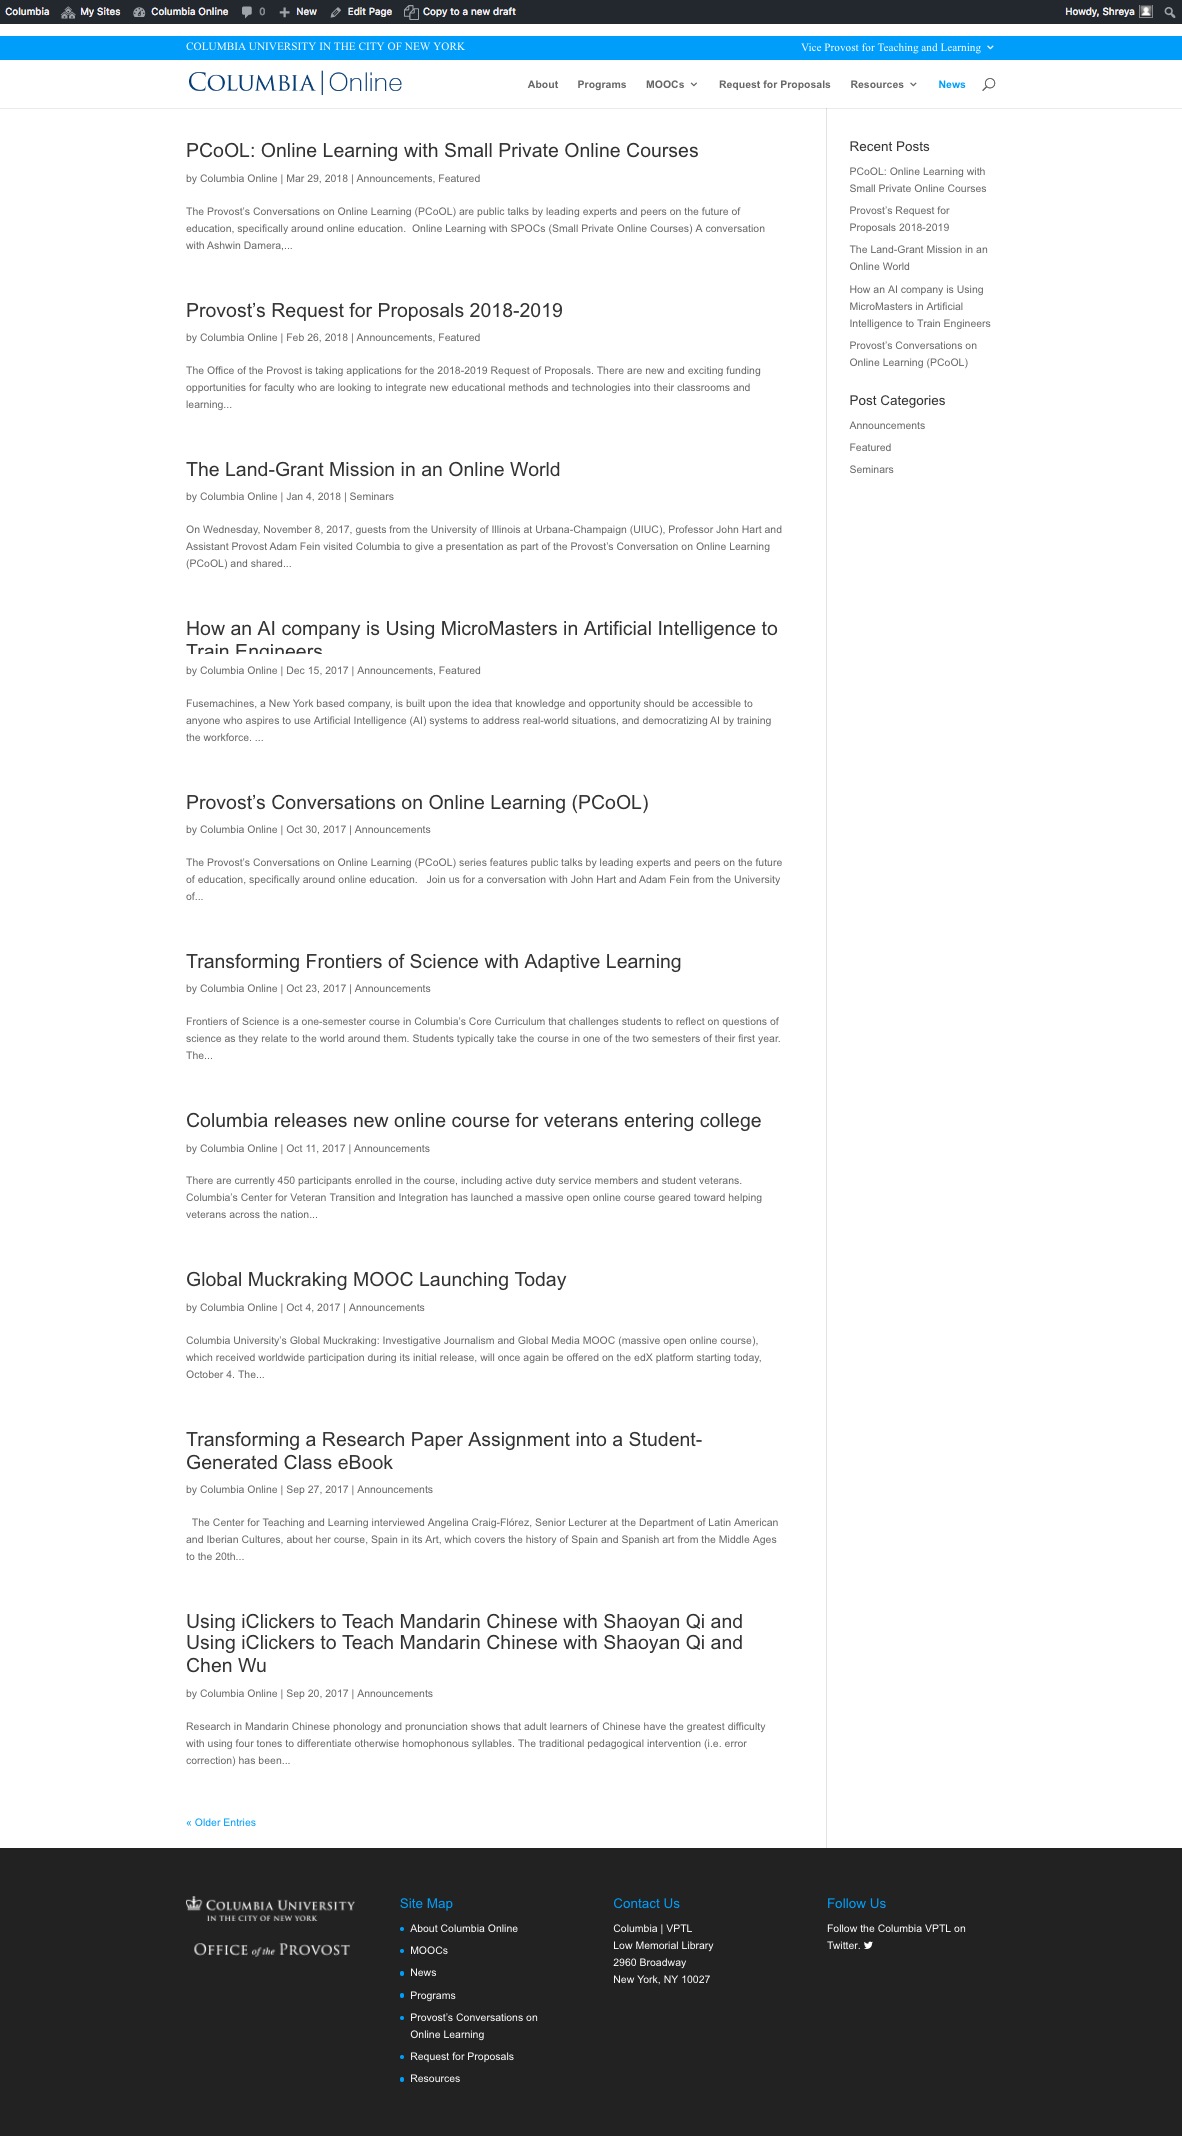 Columbia My Sites Columbia Online 0 New Edit Page Copy to a new draft Howdy, Shreya
COLUMBIA UNIVERSITY IN THE CITY OF NEW YORK Vice Provost for Teaching and Learning
COLUMBIA|Online About Programs MOOCs Request for Proposals Resources News
PCoOL: Online Learning with Small Private Online Courses
by Columbia Online | Mar 29, 2018 | Announcements, Featured
The Provost’s Conversations on Online Learning (PCoOL) are public talks by leading experts and peers on the future of
education, specifically around online education.  Online Learning with SPOCs (Small Private Online Courses) A conversation
with Ashwin Damera,...
Provost’s Request for Proposals 2018-2019
by Columbia Online | Feb 26, 2018 | Announcements, Featured
The Office of the Provost is taking applications for the 2018-2019 Request of Proposals. There are new and exciting funding
opportunities for faculty who are looking to integrate new educational methods and technologies into their classrooms and
learning...
The Land-Grant Mission in an Online World
by Columbia Online | Jan 4, 2018 | Seminars
On Wednesday, November 8, 2017, guests from the University of Illinois at Urbana-Champaign (UIUC), Professor John Hart and
Assistant Provost Adam Fein visited Columbia to give a presentation as part of the Provost’s Conversation on Online Learning
(PCoOL) and shared...
How an AI company is Using MicroMasters in Artificial Intelligence to
Train Engineers
by Columbia Online | Dec 15, 2017 | Announcements, Featured
Fusemachines, a New York based company, is built upon the idea that knowledge and opportunity should be accessible to
anyone who aspires to use Artificial Intelligence (AI) systems to address real-world situations, and democratizing AI by training
the workforce. ...
Provost’s Conversations on Online Learning (PCoOL)
by Columbia Online | Oct 30, 2017 | Announcements
The Provost’s Conversations on Online Learning (PCoOL) series features public talks by leading experts and peers on the future
of education, specifically around online education.   Join us for a conversation with John Hart and Adam Fein from the University
of...
Transforming Frontiers of Science with Adaptive Learning
by Columbia Online | Oct 23, 2017 | Announcements
Frontiers of Science is a one-semester course in Columbia’s Core Curriculum that challenges students to reflect on questions of
science as they relate to the world around them. Students typically take the course in one of the two semesters of their first year.
The...
Columbia releases new online course for veterans entering college
by Columbia Online | Oct 11, 2017 | Announcements
There are currently 450 participants enrolled in the course, including active duty service members and student veterans.
Columbia’s Center for Veteran Transition and Integration has launched a massive open online course geared toward helping
veterans across the nation...
Global Muckraking MOOC Launching Today
by Columbia Online | Oct 4, 2017 | Announcements
Columbia University’s Global Muckraking: Investigative Journalism and Global Media MOOC (massive open online course),
which received worldwide participation during its initial release, will once again be offered on the edX platform starting today,
October 4. The...
Transforming a Research Paper Assignment into a Student-
Generated Class eBook
by Columbia Online | Sep 27, 2017 | Announcements
The Center for Teaching and Learning interviewed Angelina Craig-Flórez, Senior Lecturer at the Department of Latin American
and Iberian Cultures, about her course, Spain in its Art, which covers the history of Spain and Spanish art from the Middle Ages
to the 20th...
Using iClickers to Teach Mandarin Chinese with Shaoyan Qi and
Using iClickers to Teach Mandarin Chinese with Shaoyan Qi and
Chen Wu
by Columbia Online | Sep 20, 2017 | Announcements
Research in Mandarin Chinese phonology and pronunciation shows that adult learners of Chinese have the greatest difficulty
with using four tones to differentiate otherwise homophonous syllables. The traditional pedagogical intervention (i.e. error
correction) has been...
« Older Entries
Recent Posts
PCoOL: Online Learning with
Small Private Online Courses
Provost’s Request for
Proposals 2018-2019
The Land-Grant Mission in an
Online World
How an AI company is Using
MicroMasters in Artificial
Intelligence to Train Engineers
Provost’s Conversations on
Online Learning (PCoOL)
Post Categories
Announcements
Featured
Seminars
COLUMBIA UNIVERSITY
IN THE CITY OF NEW YORK
OFFICE of the PROVOST
Site Map
About Columbia Online
MOOCs
News
Programs
Provost’s Conversations on
Online Learning
Request for Proposals
Resources
Contact Us
Columbia | VPTL
Low Memorial Library
2960 Broadway
New York, NY 10027
Follow Us
Follow the Columbia VPTL on
Twitter.